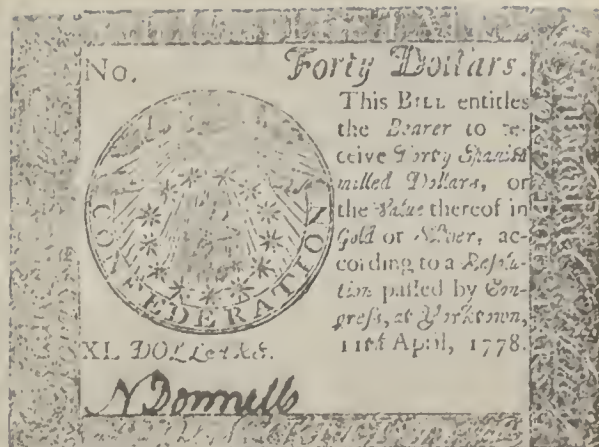 No. Forty Dollars.
This BILL entitles
the Bearer to re-
ceive Forty Spanish
milled Dollars, or
the Value thereof in
Gold or Silver, ac-
cording to a Resolu-
tion passed by Con-
gress, at Yorktown,
11th April, 1778.
CONFEDERATION
XL DOLLARS.
N Donnell